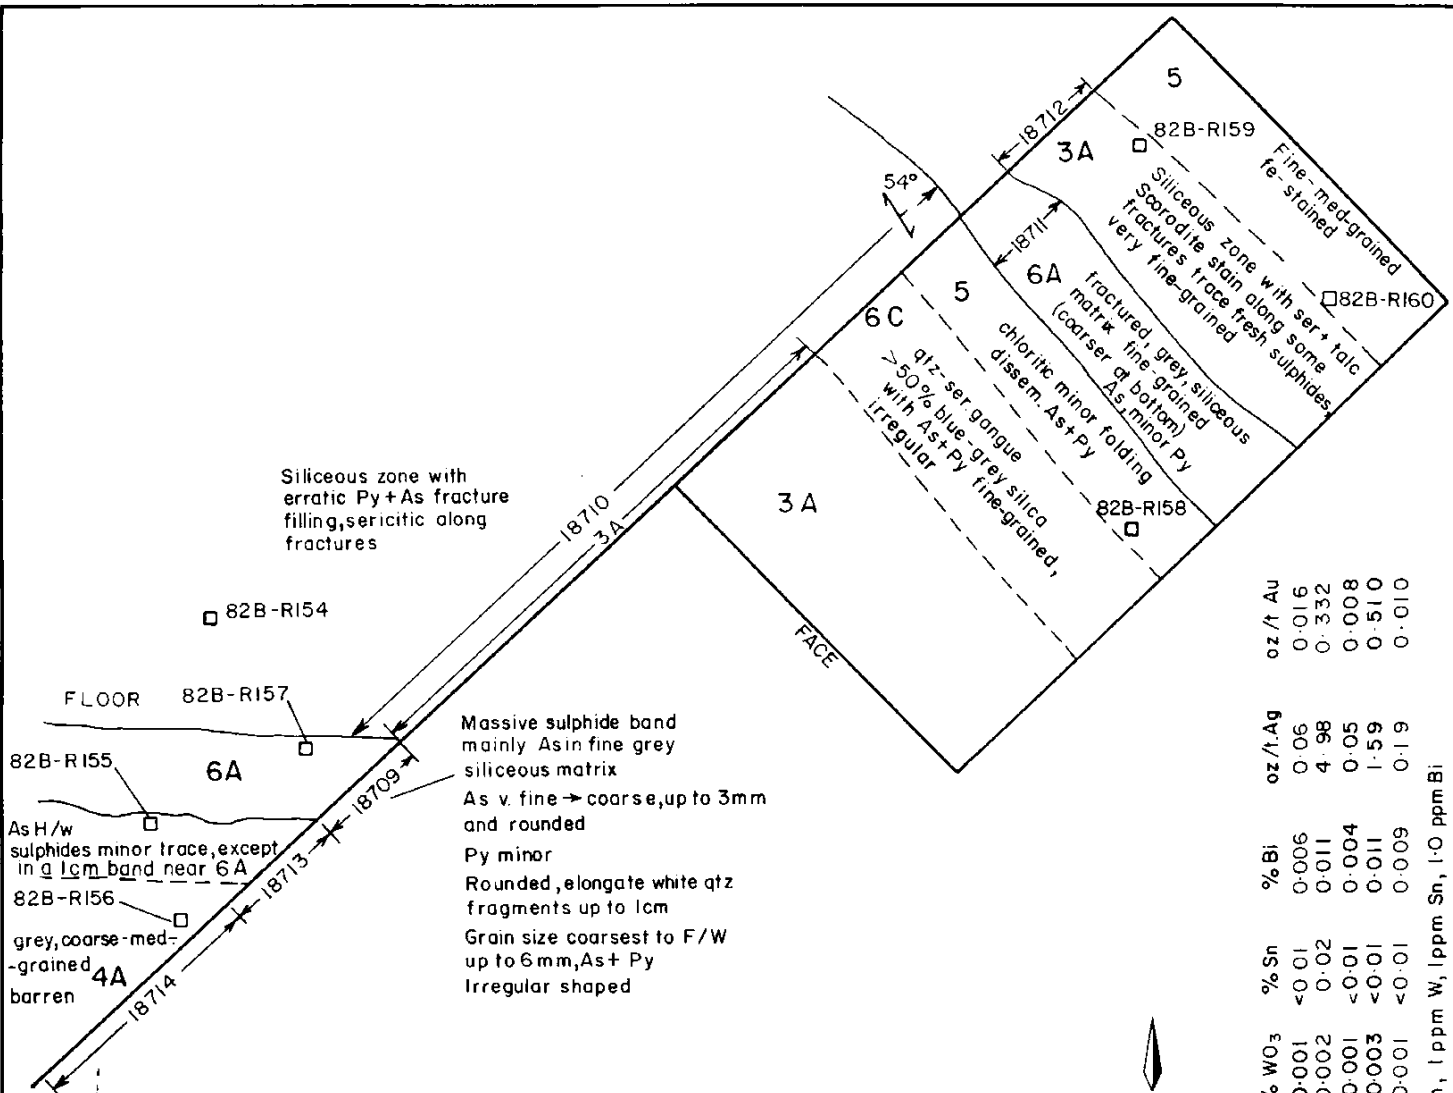 5
82B-R159
Fine-med-grained
fe-stained
18712
3A
Siliceous zone with ser + talc
Scorodite stain along some
fractures trace fresh sulphides,
very fine-grained
82B-R160
54°
18711
6A
fractured, grey, siliceous
matrix fine-grained
(coarser at bottom)
As, minor Py
5
chloritic minor folding
dissem. As+Py
82B-R158
6C
qtz-ser. gangue
>50% blue-grey silica
with As+Py fine-grained,
irregular
3A
FACE
Siliceous zone with
erratic Py+As fracture
filling, sericitic along
fractures
18710
3A
82B-R154
FLOOR
82B-R157
82B-R155
6A
18709
Massive sulphide band
mainly As in fine grey
siliceous matrix
As v. fine → coarse, up to 3mm
and rounded
Py minor
Rounded, elongate white qtz
fragments up to 1cm
Grain size coarsest to F/W
up to 6mm, As+ Py
Irregular shaped
As H/w
sulphides minor trace, except
in a 1cm band near 6A
18713
82B-R156
grey, coarse-med-
-grained
barren
4A
18714
oz/t Au
0·016
0·332
0·008
0·510
0·010
oz/t.Ag
0·06
4·98
0·05
1·59
0·19
%Bi
0·006
0·011
0·004
0·011
0·009
%Sn
<0·01
0·02
<0·01
<0·01
<0·01
% WO3
0·001
0·002
0·001
0·003
0·001
1ppm W, 1ppm Sn, 1·0 ppm Bi